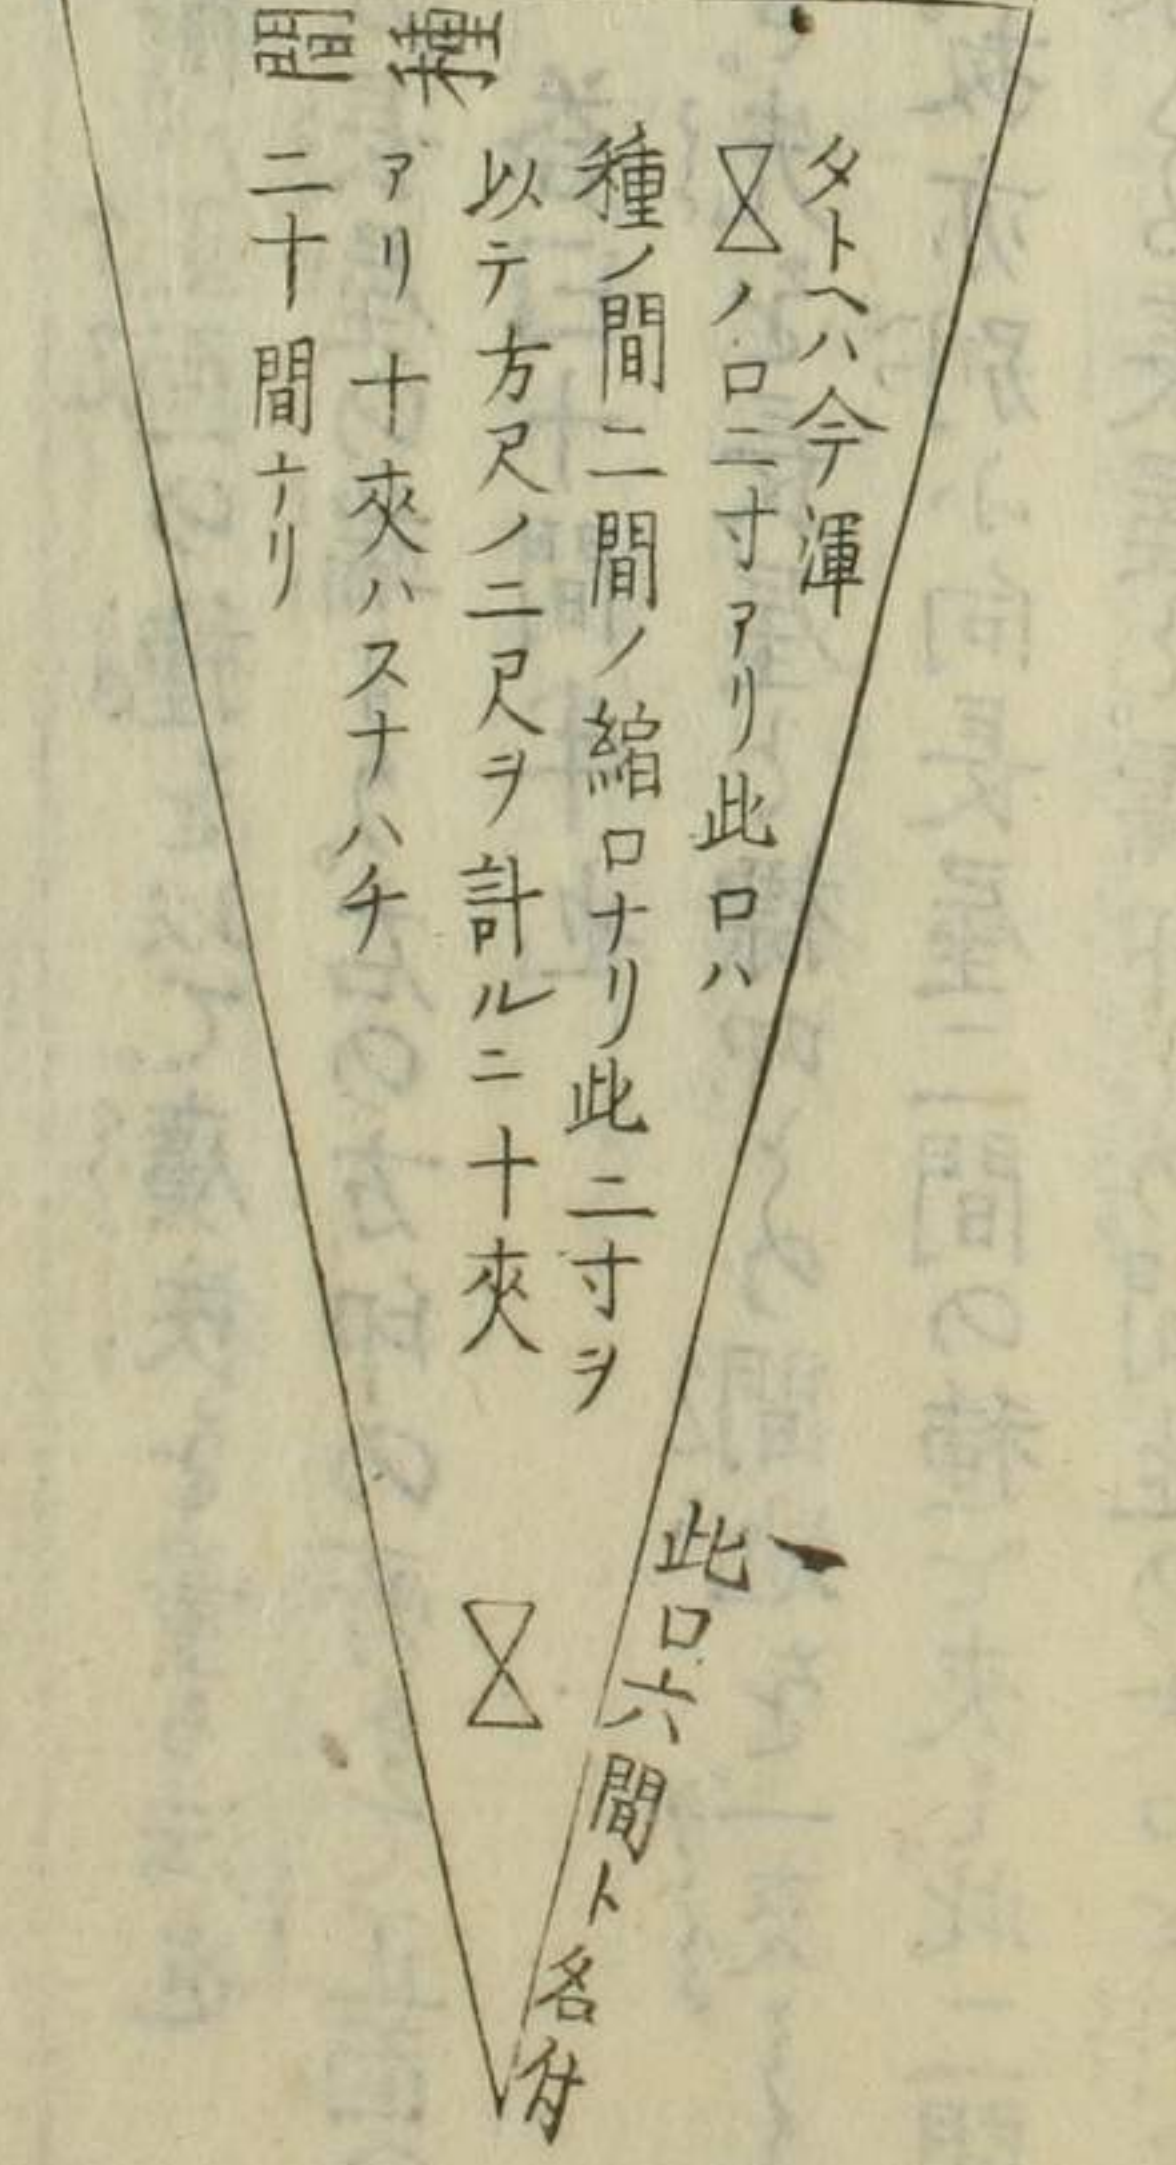 種
間
タトヘハ今渾
⧖ノ口二寸アリ此口ハ
種ノ間二間ノ縮口ナリ此二寸ヲ
以テ方尺ノ二尺ヲ計ルニ十夾
アリ十夾ハスナハチ
二十間ナリ
⧖
一
此口六間ト名付